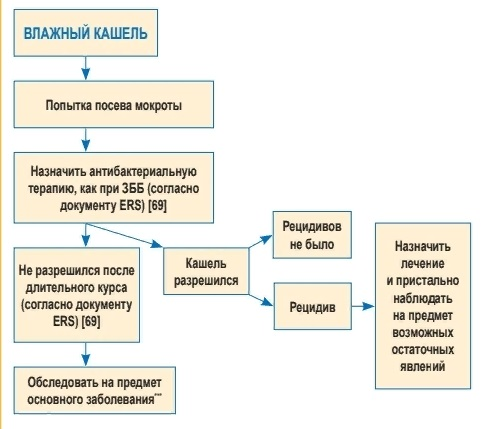 ВЛАЖНЫЙ КАШЕЛЬ
Попытка посева мокроты
Назначить антибактериальную
терапию, как при ЗББ (согласно
документу ERS) [69]
Не разрешился после
длительного курса
(согласно документу
ERS) [69]
Обследовать на предмет
основного заболевания***
Кашель
разрешился
Рецидивов
не было
Рецидив
Назначить
лечение
и пристально
наблюдать
на предмет
возможных
остаточных
явлений